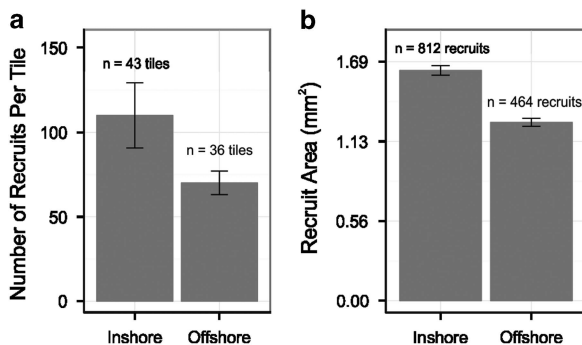 a
Number of Recruits Per Tile
150
100
50
0
n = 43 tiles
n = 36 tiles
Inshore
Offshore
b
Recruit Area (mm²)
1.69
1.13
0.56
0.00
n = 812 recruits
n = 464 recruits
Inshore
Offshore